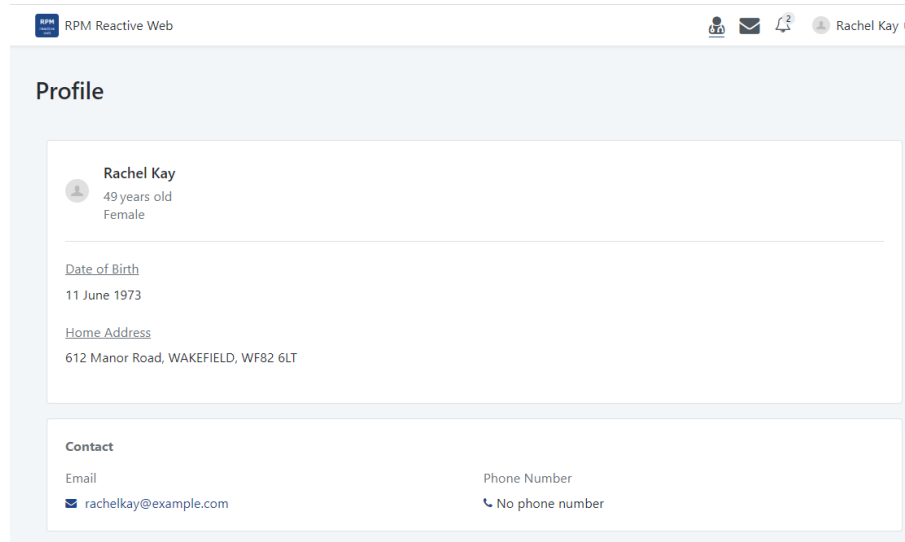 RPM
RPM Reactive Web
2
Rachel Kay
Profile
Rachel Kay
49 years old
Female
Date of Birth
11 June 1973
Home Address
612 Manor Road, WAKEFIELD, WF82 6LT
Contact
Email
Phone Number
rachelkay@example.com
No phone number